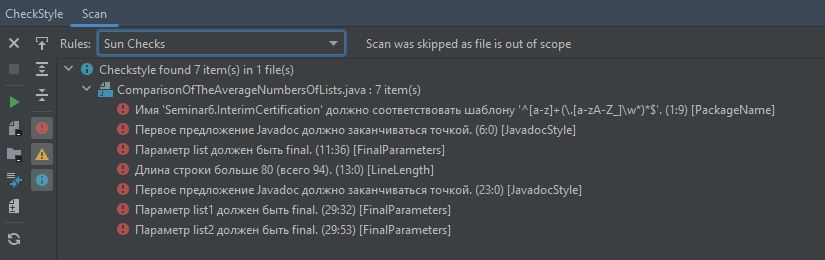 CheckStyle Scan
Rules: Sun Checks Scan was skipped as file is out of scope
Checkstyle found 7 item(s) in 1 file(s)
ComparisonOfTheAverageNumbersOfLists.java : 7 item(s)
Имя 'Seminar6.InterimCertification' должно соответствовать шаблону '^[a-z]+(\.[a-zA-Z_]\w*)*$'. (1:9) [PackageName]
Первое предложение Javadoc должно заканчиваться точкой. (6:0) [JavadocStyle]
Параметр list должен быть final. (11:36) [FinalParameters]
Длина строки больше 80 (всего 94). (13:0) [LineLength]
Первое предложение Javadoc должно заканчиваться точкой. (23:0) [JavadocStyle]
Параметр list1 должен быть final. (29:32) [FinalParameters]
Параметр list2 должен быть final. (29:53) [FinalParameters]